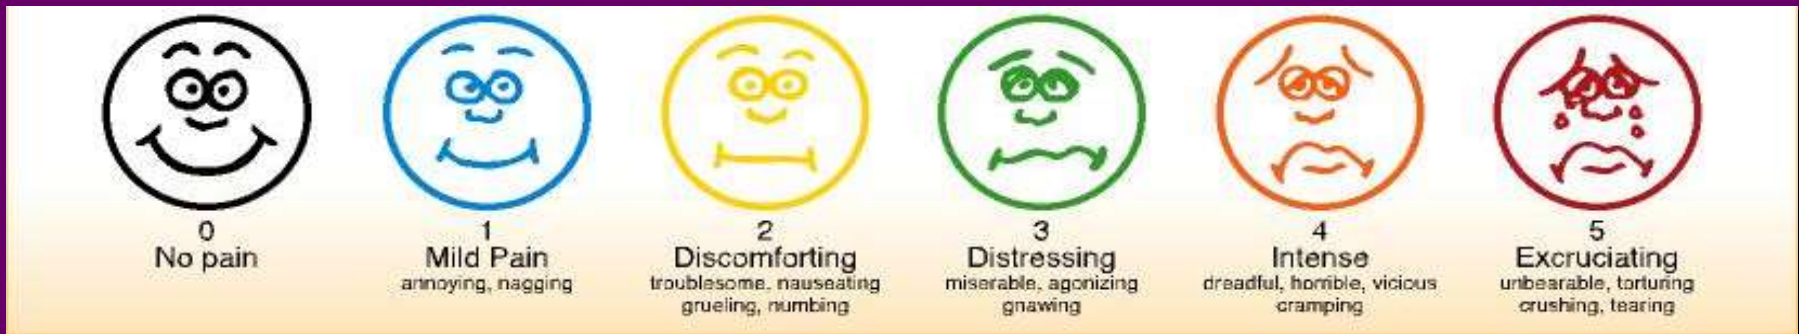 0
No pain
1
Mild Pain
annoying, nagging
2
Discomforting
troublesome, nauseating
grueling, numbing
3
Distressing
miserable, agonizing
gnawing
4
Intense
dreadful, horrible, vicious
cramping
5
Excruciating
unbearable, torturing
crushing, tearing